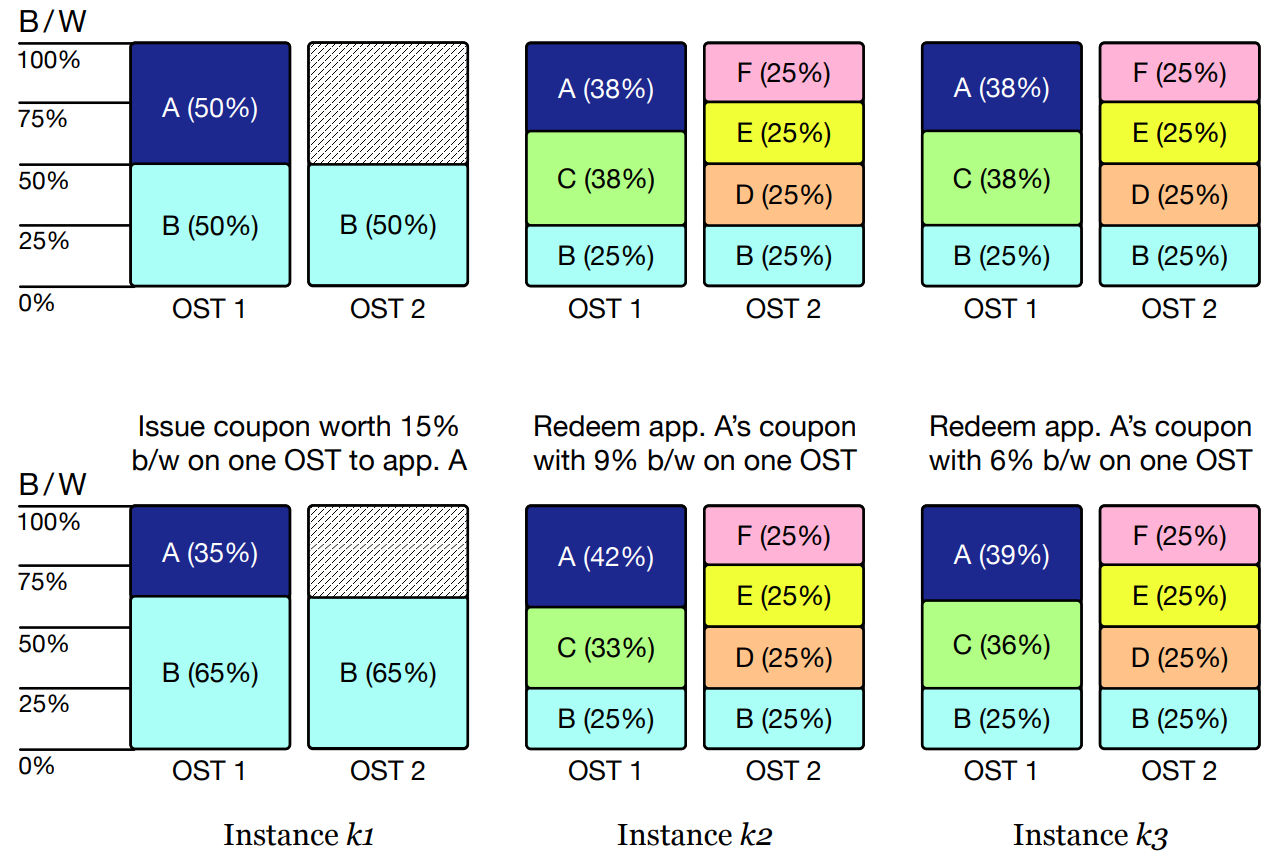 B/W
100%
75%
50%
25%
0%
A (50%)
B (50%)
OST 1
B (50%)
OST 2
A (38%)
C (38%)
B (25%)
OST 1
F (25%)
E (25%)
D (25%)
B (25%)
OST 2
A (38%)
C (38%)
B (25%)
OST 1
F (25%)
E (25%)
D (25%)
B (25%)
OST 2
Issue coupon worth 15%
b/w on one OST to app. A
Redeem app. A’s coupon
with 9% b/w on one OST
Redeem app. A’s coupon
with 6% b/w on one OST
B/W
100%
75%
50%
25%
0%
A (35%)
B (65%)
OST 1
B (65%)
OST 2
A (42%)
C (33%)
B (25%)
OST 1
F (25%)
E (25%)
D (25%)
B (25%)
OST 2
A (39%)
C (36%)
B (25%)
OST 1
F (25%)
E (25%)
D (25%)
B (25%)
OST 2
Instance k1
Instance k2
Instance k3